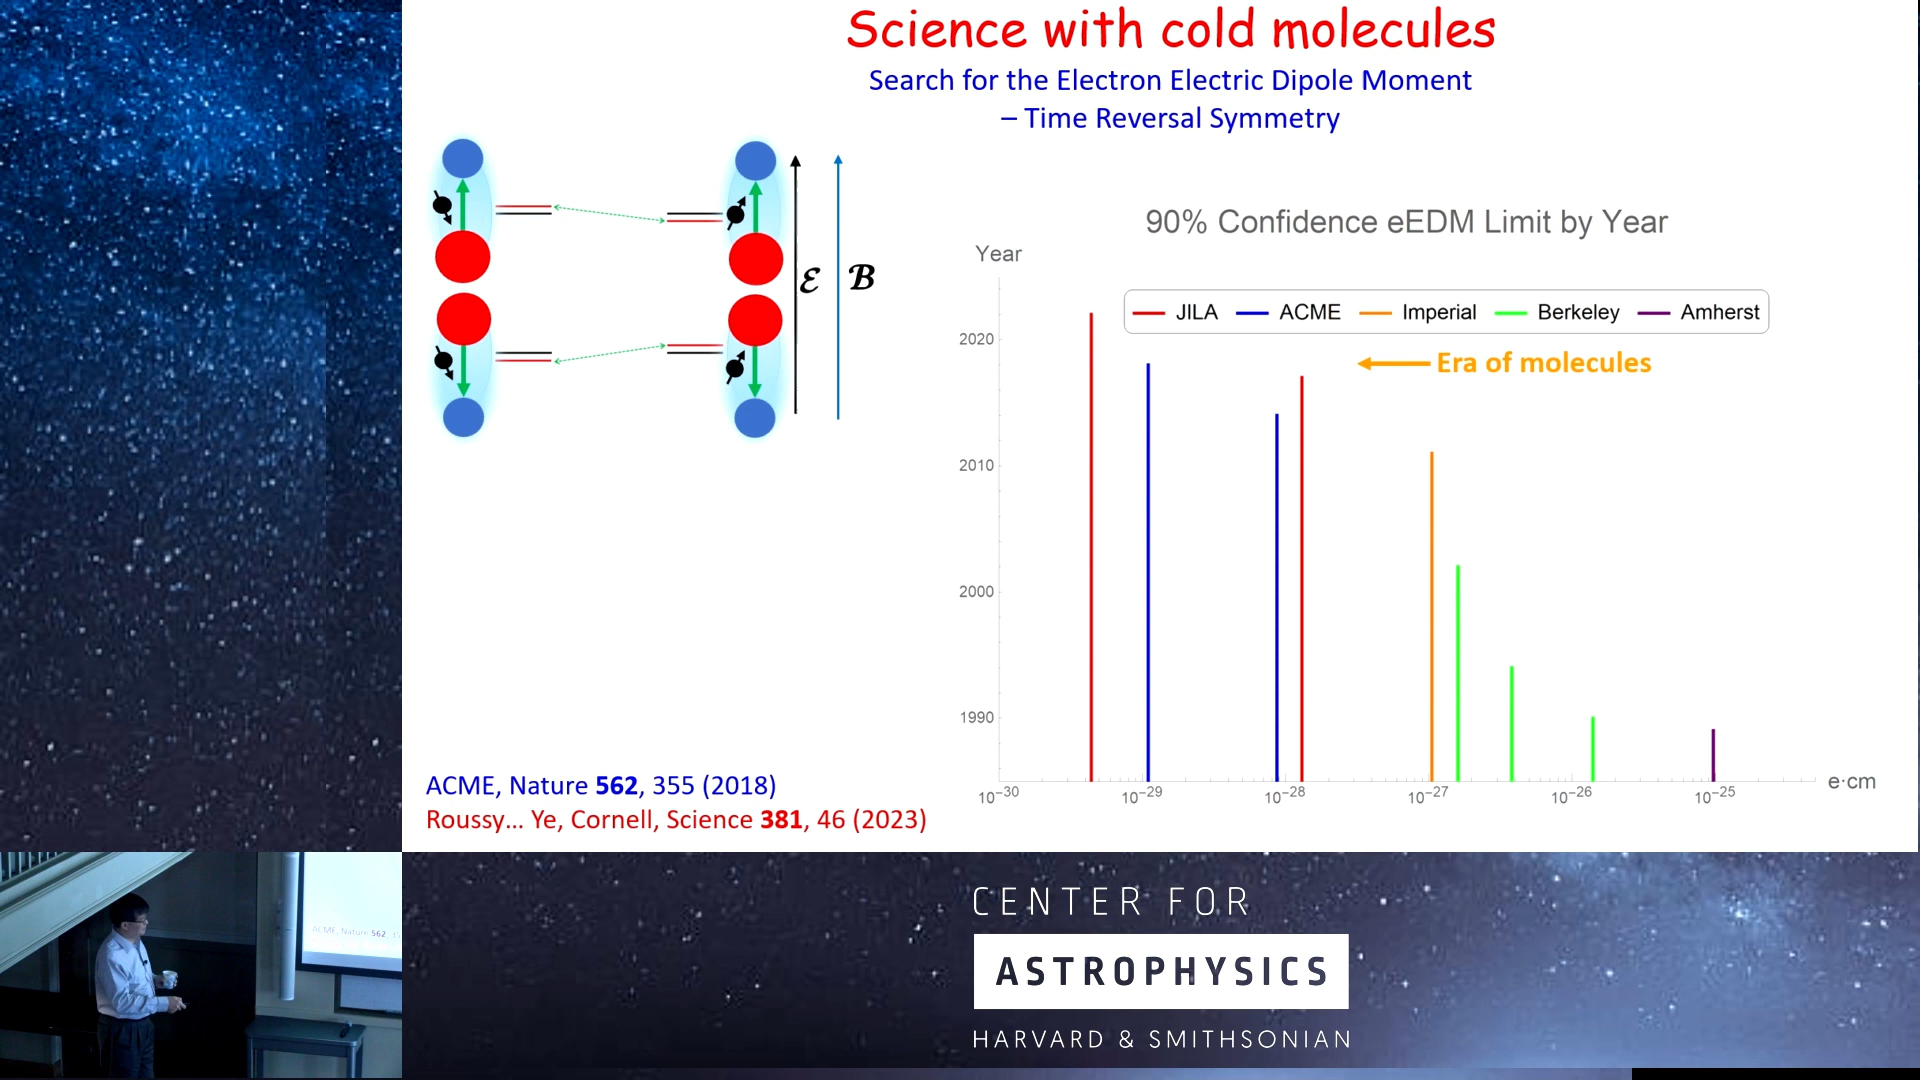 Science with cold molecules
Search for the Electron Electric Dipole Moment
– Time Reversal Symmetry
ℰ
ℬ
90% Confidence eEDM Limit by Year
Year
JILA ACME Imperial Berkeley Amherst
Era of molecules
2020
2010
2000
1990
10⁻³⁰ 10⁻²⁹ 10⁻²⁸ 10⁻²⁷ 10⁻²⁶ 10⁻²⁵
e·cm
ACME, Nature 562, 355 (2018)
Roussy... Ye, Cornell, Science 381, 46 (2023)
ACME, Nature 562,
CENTER FOR
ASTROPHYSICS
HARVARD & SMITHSONIAN